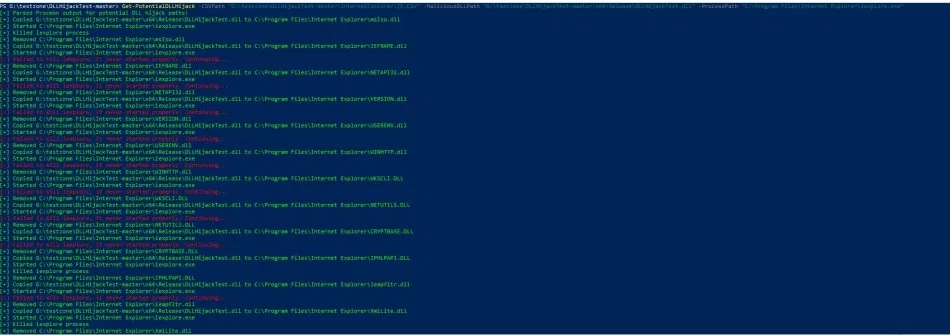 PS G:\testzone\DLLHijackTest-master> Get-PotentialDLLHijack -CSVPath "G:\testzone\DLLHijackTest-master\InternetExplorer\IE.CSV" -MaliciousDLLPath "G:\testzone\DLLHijackTest-master\x64\Release\DLLHijackTest.dll" -ProcessPath "C:\Program Files\Internet Explorer\iexplore.exe"
[+] Parsed Procmon output for potential DLL hijack paths!
[+] Copied G:\testzone\DLLHijackTest-master\x64\Release\DLLHijackTest.dll to C:\Program Files\Internet Explorer\msIso.dll
[+] Started C:\Program Files\Internet Explorer\iexplore.exe
[+] Killed iexplore process
[+] Removed C:\Program Files\Internet Explorer\msIso.dll
[+] Copied G:\testzone\DLLHijackTest-master\x64\Release\DLLHijackTest.dll to C:\Program Files\Internet Explorer\IEFRAME.dll
[+] Started C:\Program Files\Internet Explorer\iexplore.exe
[-] Failed to kill iexplore, it never started properly. Continuing...
[+] Removed C:\Program Files\Internet Explorer\IEFRAME.dll
[+] Copied G:\testzone\DLLHijackTest-master\x64\Release\DLLHijackTest.dll to C:\Program Files\Internet Explorer\NETAPI32.dll
[+] Started C:\Program Files\Internet Explorer\iexplore.exe
[-] Failed to kill iexplore, it never started properly. Continuing...
[+] Removed C:\Program Files\Internet Explorer\NETAPI32.dll
[+] Copied G:\testzone\DLLHijackTest-master\x64\Release\DLLHijackTest.dll to C:\Program Files\Internet Explorer\VERSION.dll
[+] Started C:\Program Files\Internet Explorer\iexplore.exe
[-] Failed to kill iexplore, it never started properly. Continuing...
[+] Removed C:\Program Files\Internet Explorer\VERSION.dll
[+] Copied G:\testzone\DLLHijackTest-master\x64\Release\DLLHijackTest.dll to C:\Program Files\Internet Explorer\USERENV.dll
[+] Started C:\Program Files\Internet Explorer\iexplore.exe
[-] Failed to kill iexplore, it never started properly. Continuing...
[+] Removed C:\Program Files\Internet Explorer\USERENV.dll
[+] Copied G:\testzone\DLLHijackTest-master\x64\Release\DLLHijackTest.dll to C:\Program Files\Internet Explorer\WINHTTP.dll
[+] Started C:\Program Files\Internet Explorer\iexplore.exe
[-] Failed to kill iexplore, it never started properly. Continuing...
[+] Removed C:\Program Files\Internet Explorer\WINHTTP.dll
[+] Copied G:\testzone\DLLHijackTest-master\x64\Release\DLLHijackTest.dll to C:\Program Files\Internet Explorer\WKSCLI.DLL
[+] Started C:\Program Files\Internet Explorer\iexplore.exe
[-] Failed to kill iexplore, it never started properly. Continuing...
[+] Removed C:\Program Files\Internet Explorer\WKSCLI.DLL
[+] Copied G:\testzone\DLLHijackTest-master\x64\Release\DLLHijackTest.dll to C:\Program Files\Internet Explorer\NETUTILS.DLL
[+] Started C:\Program Files\Internet Explorer\iexplore.exe
[-] Failed to kill iexplore, it never started properly. Continuing...
[+] Removed C:\Program Files\Internet Explorer\NETUTILS.DLL
[+] Copied G:\testzone\DLLHijackTest-master\x64\Release\DLLHijackTest.dll to C:\Program Files\Internet Explorer\CRYPTBASE.DLL
[+] Started C:\Program Files\Internet Explorer\iexplore.exe
[-] Failed to kill iexplore, it never started properly. Continuing...
[+] Removed C:\Program Files\Internet Explorer\CRYPTBASE.DLL
[+] Copied G:\testzone\DLLHijackTest-master\x64\Release\DLLHijackTest.dll to C:\Program Files\Internet Explorer\IPHLPAPI.DLL
[+] Started C:\Program Files\Internet Explorer\iexplore.exe
[+] Killed iexplore process
[+] Removed C:\Program Files\Internet Explorer\IPHLPAPI.DLL
[+] Copied G:\testzone\DLLHijackTest-master\x64\Release\DLLHijackTest.dll to C:\Program Files\Internet Explorer\ieapfltr.dll
[+] Started C:\Program Files\Internet Explorer\iexplore.exe
[-] Failed to kill iexplore, it never started properly. Continuing...
[+] Removed C:\Program Files\Internet Explorer\ieapfltr.dll
[+] Copied G:\testzone\DLLHijackTest-master\x64\Release\DLLHijackTest.dll to C:\Program Files\Internet Explorer\XmlLite.dll
[+] Started C:\Program Files\Internet Explorer\iexplore.exe
[+] Killed iexplore process
[+] Removed C:\Program Files\Internet Explorer\XmlLite.dll